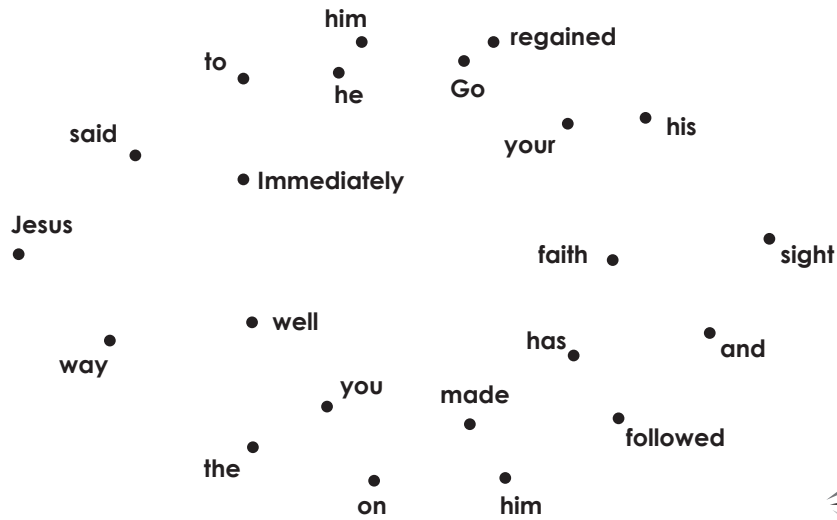 him
regained
to
he
Go
said
your
his
Immediately
Jesus
faith
sight
well
has
and
way
you
made
followed
the
on
him